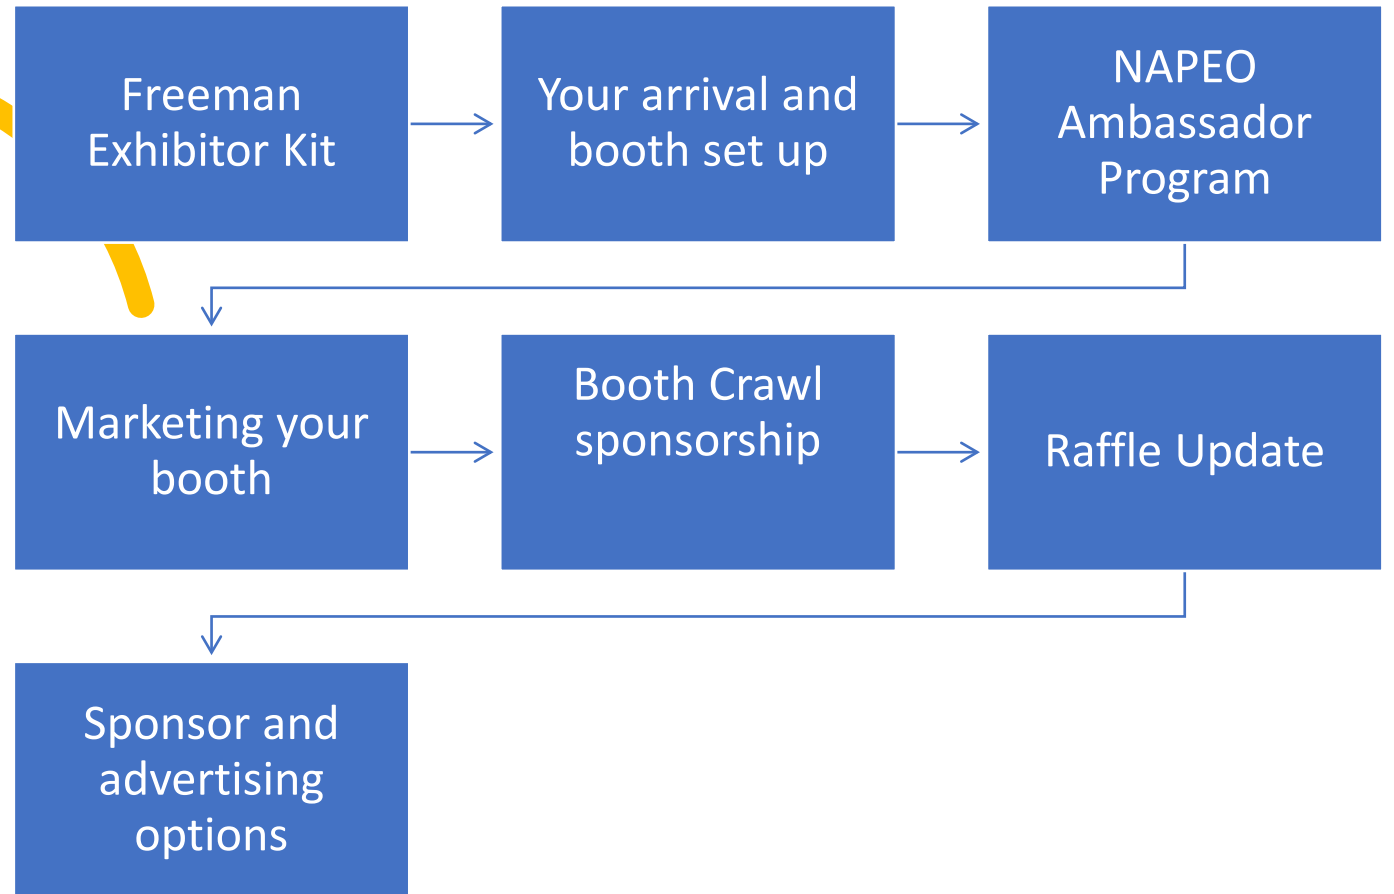 Freeman
Exhibitor Kit
Your arrival and
booth set up
NAPEO
Ambassador
Program
Marketing your
booth
Booth Crawl
sponsorship
Raffle Update
Sponsor and
advertising
options